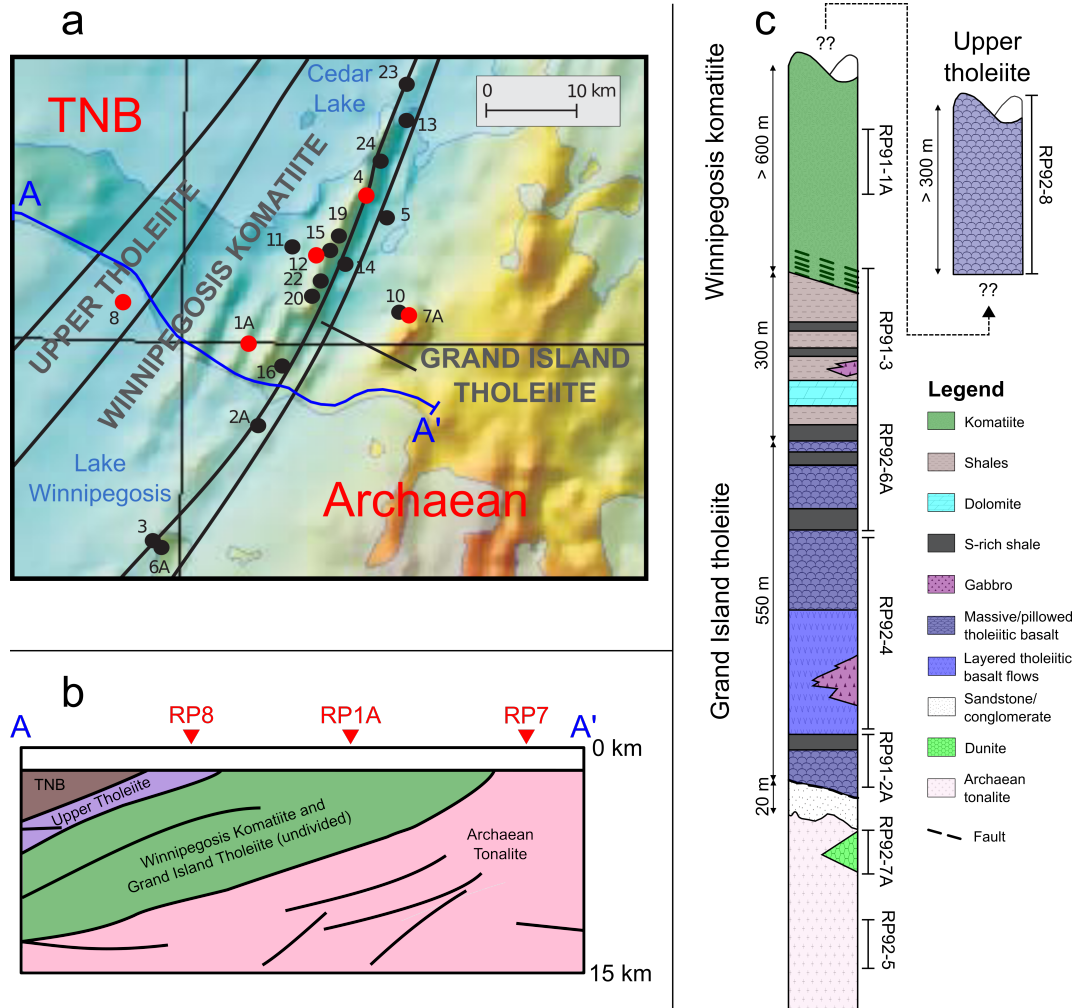 a
TNB
Cedar
Lake
0 10 km
23
13
24
4
5
19
15
11
12
14
22
20
10
7A
8
1A
16
2A
3
6A
A
A'
UPPER THOLEIITE
WINNIPEGOSIS KOMATIITE
GRAND ISLAND
THOLEIITE
Lake
Winnipegosis
Archaean
b
A
RP8
RP1A
RP7
A'
0 km
15 km
TNB
Upper Tholeiite
Winnipegosis Komatiite and
Grand Island Tholeiite (undivided)
Archaean
Tonalite
c
??
Upper
tholeiite
Winnipegosis komatiite
> 600 m
RP91-1A
> 300 m
RP92-8
??
300 m
RP91-3
RP92-6A
Grand Island tholeiite
550 m
RP92-4
RP91-2A
20 m
RP92-7A
RP92-5
Legend
Komatiite
Shales
Dolomite
S-rich shale
Gabbro
Massive/pillowed
tholeiitic basalt
Layered tholeiitic
basalt flows
Sandstone/
conglomerate
Dunite
Archaean
tonalite
Fault